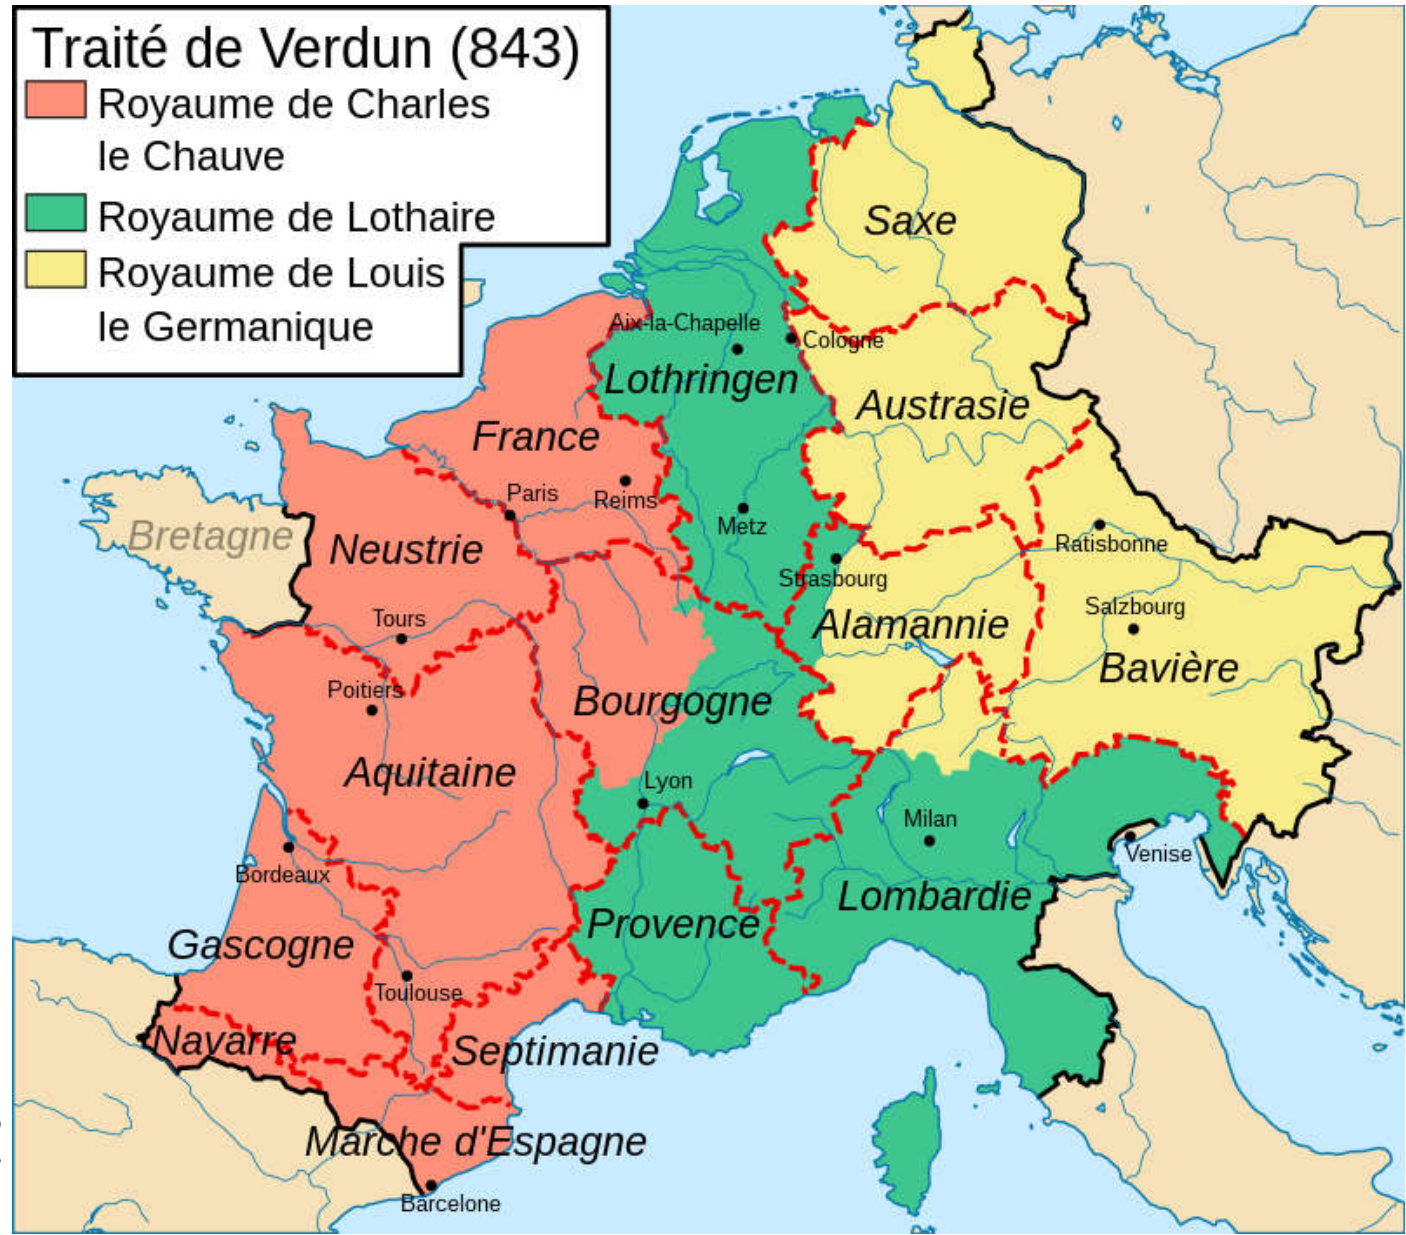 Traité de Verdun (843)
Royaume de Charles
le Chauve
Royaume de Lothaire
Royaume de Louis
le Germanique
Saxe
Aix-la-Chapelle
Cologne
Lothringen
Austrasie
France
Paris
Reims
Metz
Bretagne
Neustrie
Ratisbonne
Strasbourg
Tours
Alamannie
Salzbourg
Bavière
Poitiers
Bourgogne
Aquitaine
Lyon
Milan
Venise
Bordeaux
Lombardie
Provence
Gascogne
Toulouse
Navarre
Septimanie
Marche d'Espagne
Barcelone